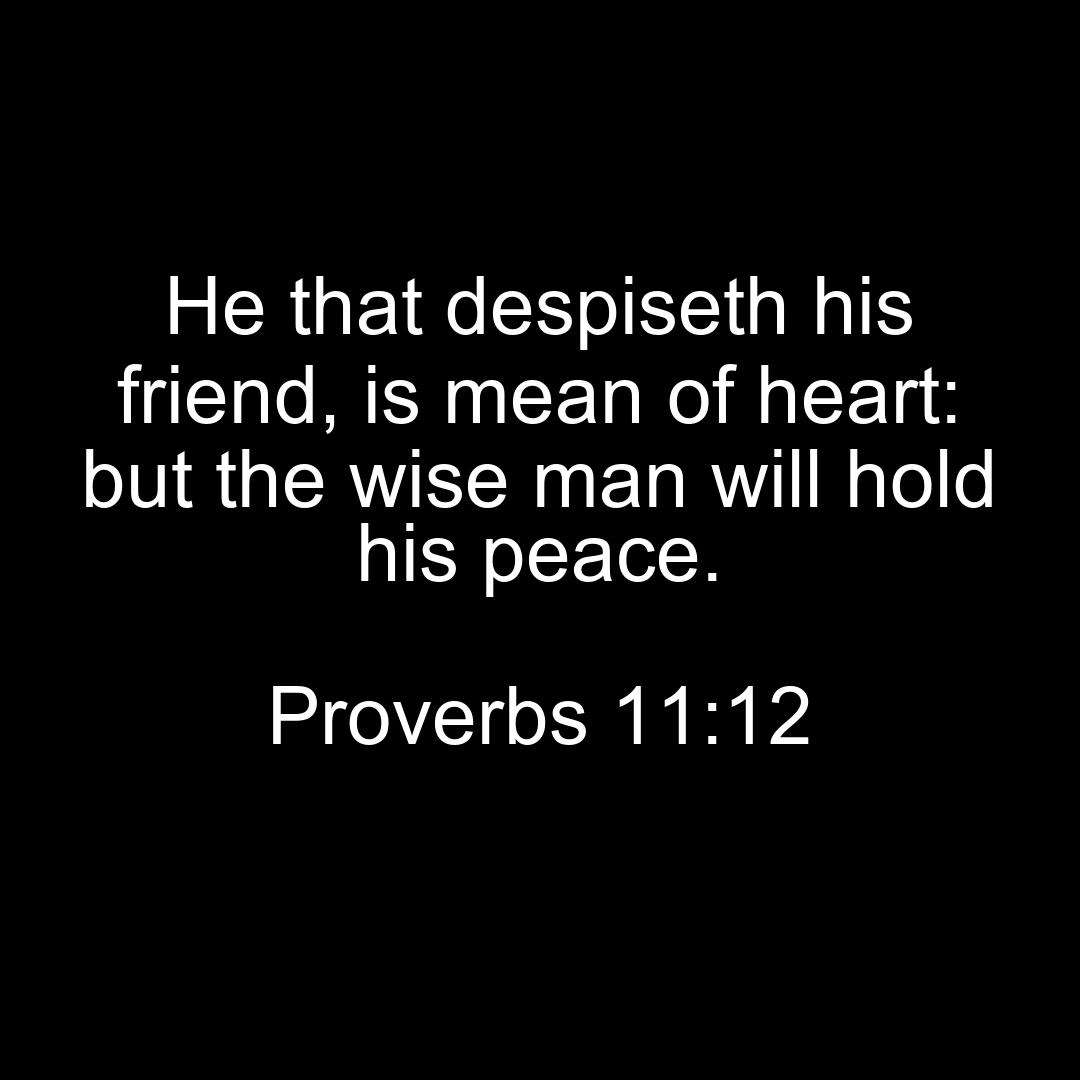 He that despiseth his
friend, is mean of heart:
but the wise man will hold
his peace.
Proverbs 11:12